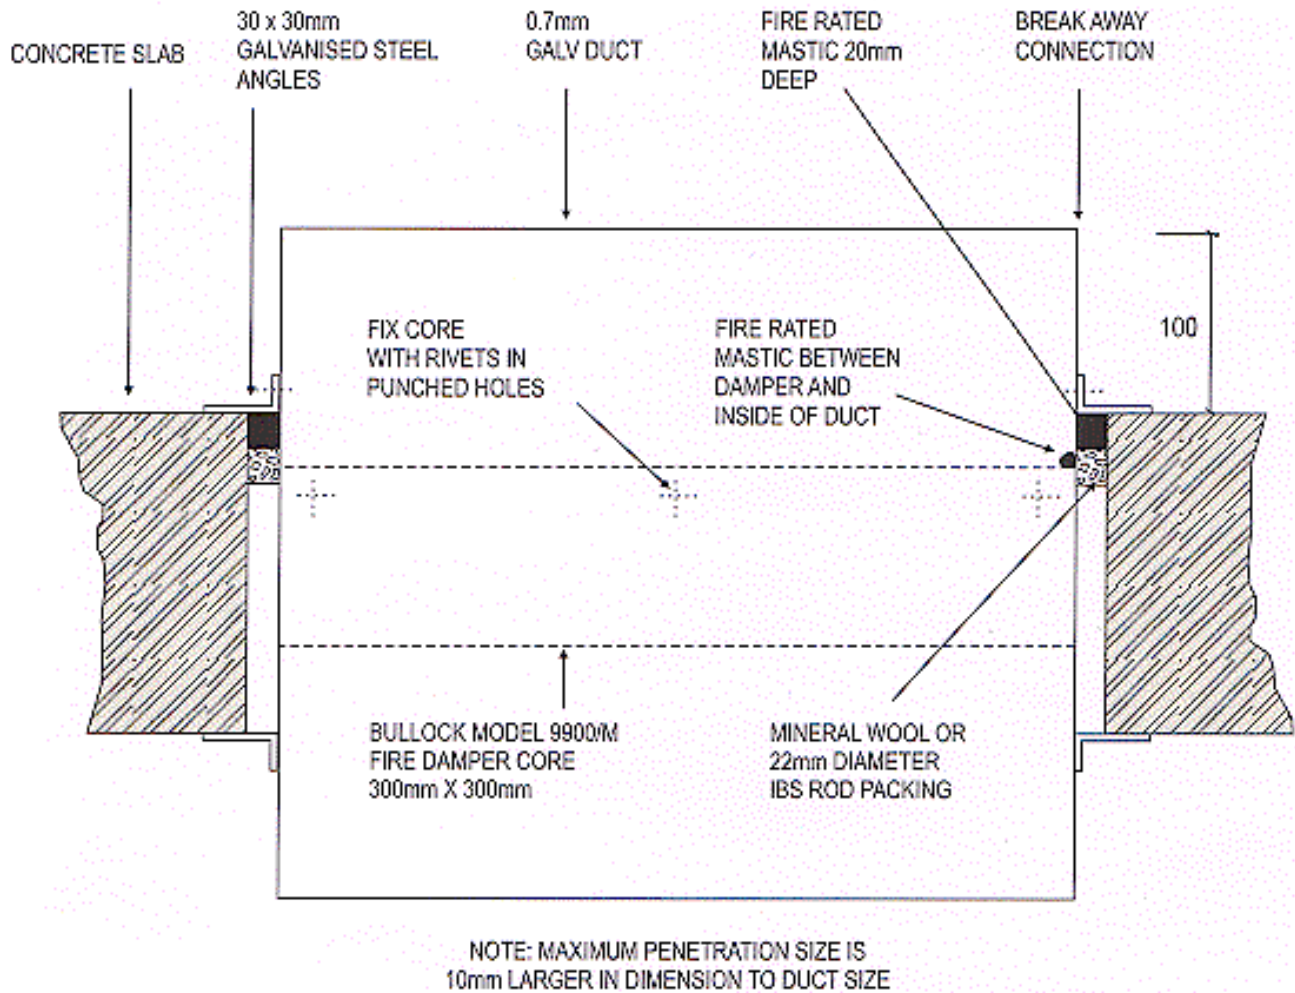 CONCRETE SLAB
30 x 30mm
GALVANISED STEEL
ANGLES
0.7mm
GALV DUCT
FIRE RATED
MASTIC 20mm
DEEP
BREAK AWAY
CONNECTION
100
FIX CORE
WITH RIVETS IN
PUNCHED HOLES
FIRE RATED
MASTIC BETWEEN
DAMPER AND
INSIDE OF DUCT
BULLOCK MODEL 9900/M
FIRE DAMPER CORE
300mm X 300mm
MINERAL WOOL OR
22mm DIAMETER
IBS ROD PACKING
NOTE: MAXIMUM PENETRATION SIZE IS
10mm LARGER IN DIMENSION TO DUCT SIZE